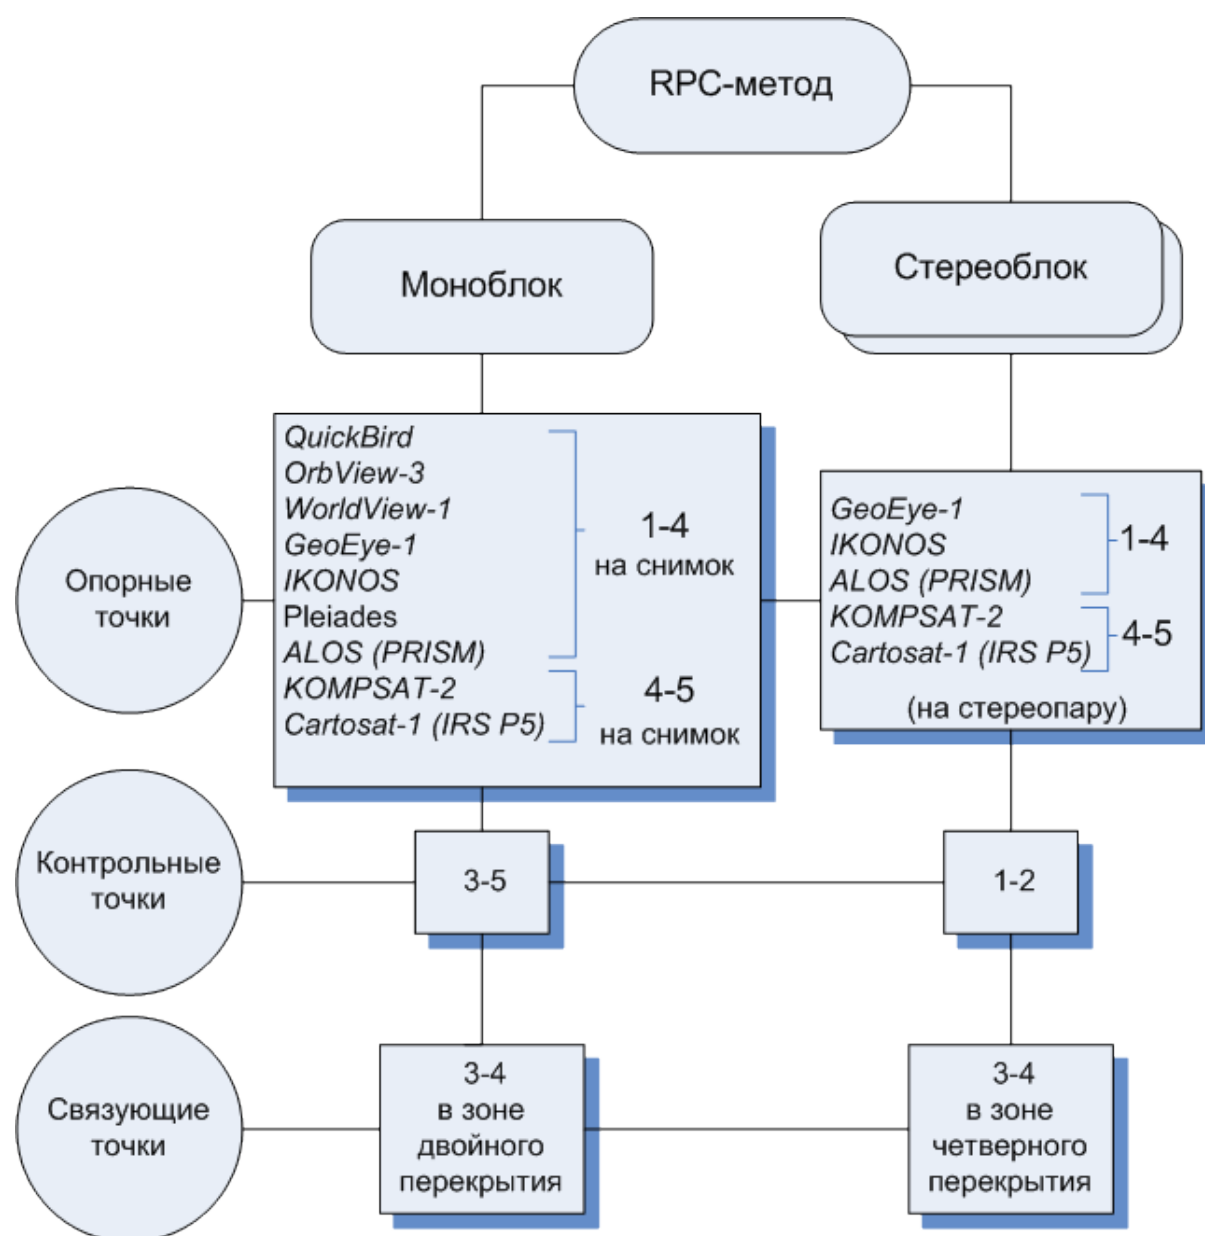 RPC-метод
Моноблок
Стереоблок
Опорные
точки
QuickBird
OrbView-3
WorldView-1
GeoEye-1
IKONOS
Pleiades
ALOS (PRISM)
KOMPSAT-2
Cartosat-1 (IRS P5)
1-4
на снимок
4-5
на снимок
GeoEye-1
IKONOS
ALOS (PRISM)
KOMPSAT-2
Cartosat-1 (IRS P5)
1-4
4-5
(на стереопару)
Контрольные
точки
3-5
1-2
Связующие
точки
3-4
в зоне
двойного
перекрытия
3-4
в зоне
четверного
перекрытия